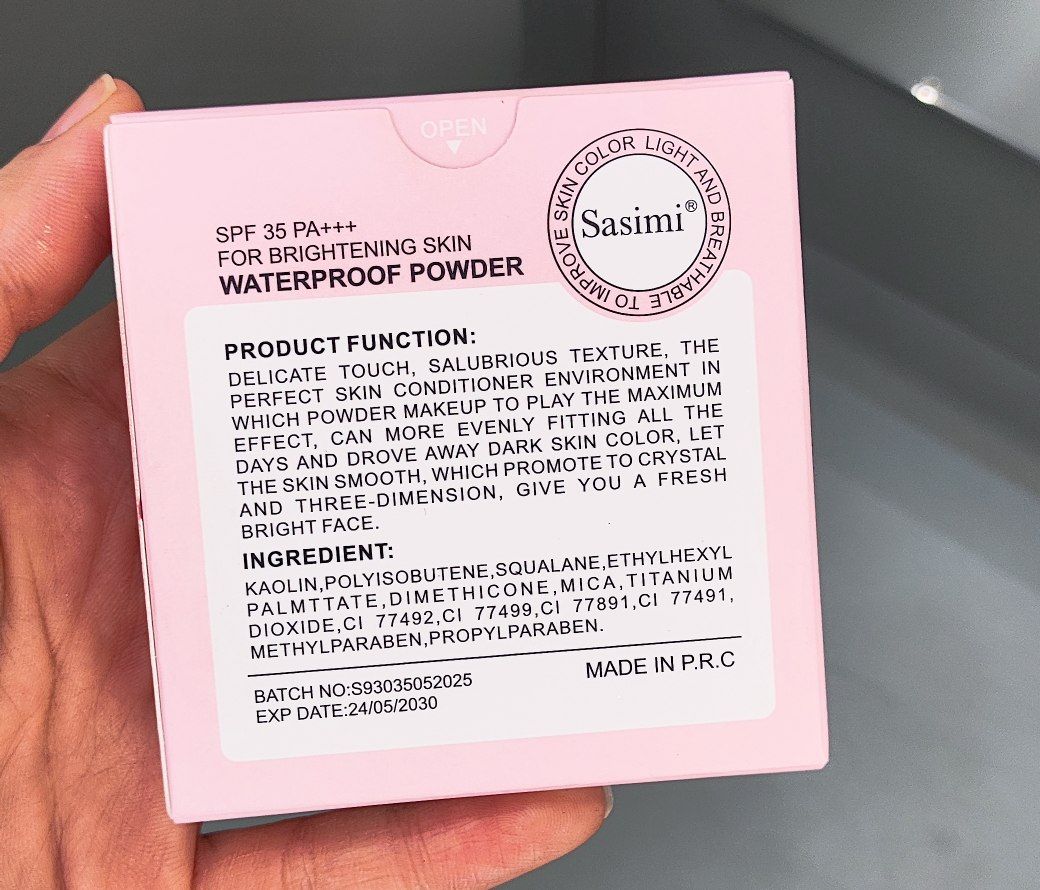 OPEN
SPF 35 PA+++
FOR BRIGHTENING SKIN
WATERPROOF POWDER
LIGHT AND BREATHABLE TO IMPROVE SKIN COLOR
Sasimi®
PRODUCT FUNCTION:
DELICATE TOUCH, SALUBRIOUS TEXTURE, THE
PERFECT SKIN CONDITIONER ENVIRONMENT IN
WHICH POWDER MAKEUP TO PLAY THE MAXIMUM
EFFECT, CAN MORE EVENLY FITTING ALL THE
DAYS AND DROVE AWAY DARK SKIN COLOR, LET
THE SKIN SMOOTH, WHICH PROMOTE TO CRYSTAL
AND THREE-DIMENSION, GIVE YOU A FRESH
BRIGHT FACE.
INGREDIENT:
KAOLIN,POLYISOBUTENE,SQUALANE,ETHYLHEXYL
PALMTTATE,DIMETHICONE,MICA,TITANIUM
DIOXIDE,CI 77492,CI 77499,CI 77891,CI 77491,
METHYLPARABEN,PROPYLPARABEN.
BATCH NO:S93035052025
EXP DATE:24/05/2030
MADE IN P.R.C